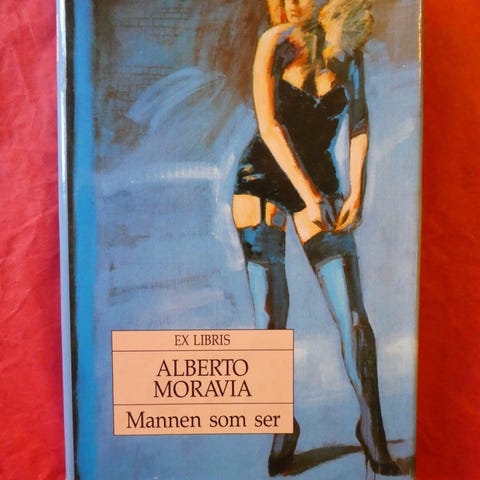 EX LIBRIS
ALBERTO
MORAVIA
Mannen som ser